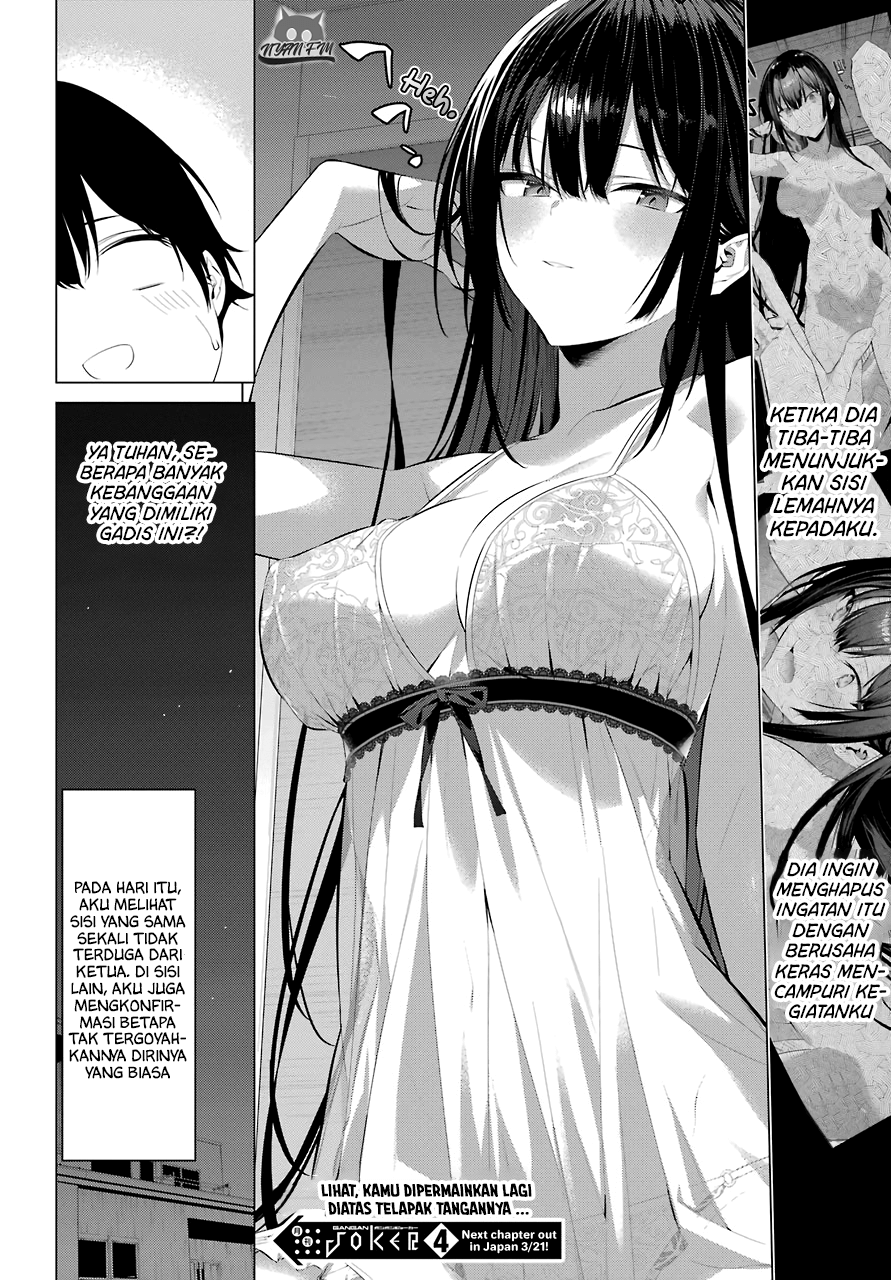 KETIKA DIA
TIBA-TIBA
MENUNJUK-
KAN SISI
LEMAHNYA
KEPADAKU.
DIA INGIN
MENGHAPUS
INGATAN ITU
DENGAN
BERUSAHA
KERAS MEN-
CAMPURI KE-
GIATANKU
NYAN FM
Heh.
YA TUHAN, SE-
BERAPA BANYAK
KEBANGGAAN
YANG DIMILIKI
GADIS INI?!
PADA HARI ITU,
AKU MELIHAT
SISI YANG SAMA
SEKALI TIDAK
TERDUGA DARI
KETUA. DI SISI
LAIN, AKU JUGA
MENGKONFIR-
MASI BETAPA
TAK TERGOYAH-
KANNYA DIRINYA
YANG BIASA
LIHAT, KAMU DIPERMAINKAN LAGI
DIATAS TELAPAK TANGANNYA ...
月刊 GANGAN JOKER 4 Next chapter out
in Japan 3/21!